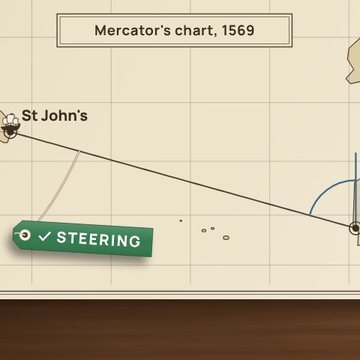 Mercator's chart, 1569
St John's
✓ STEERING